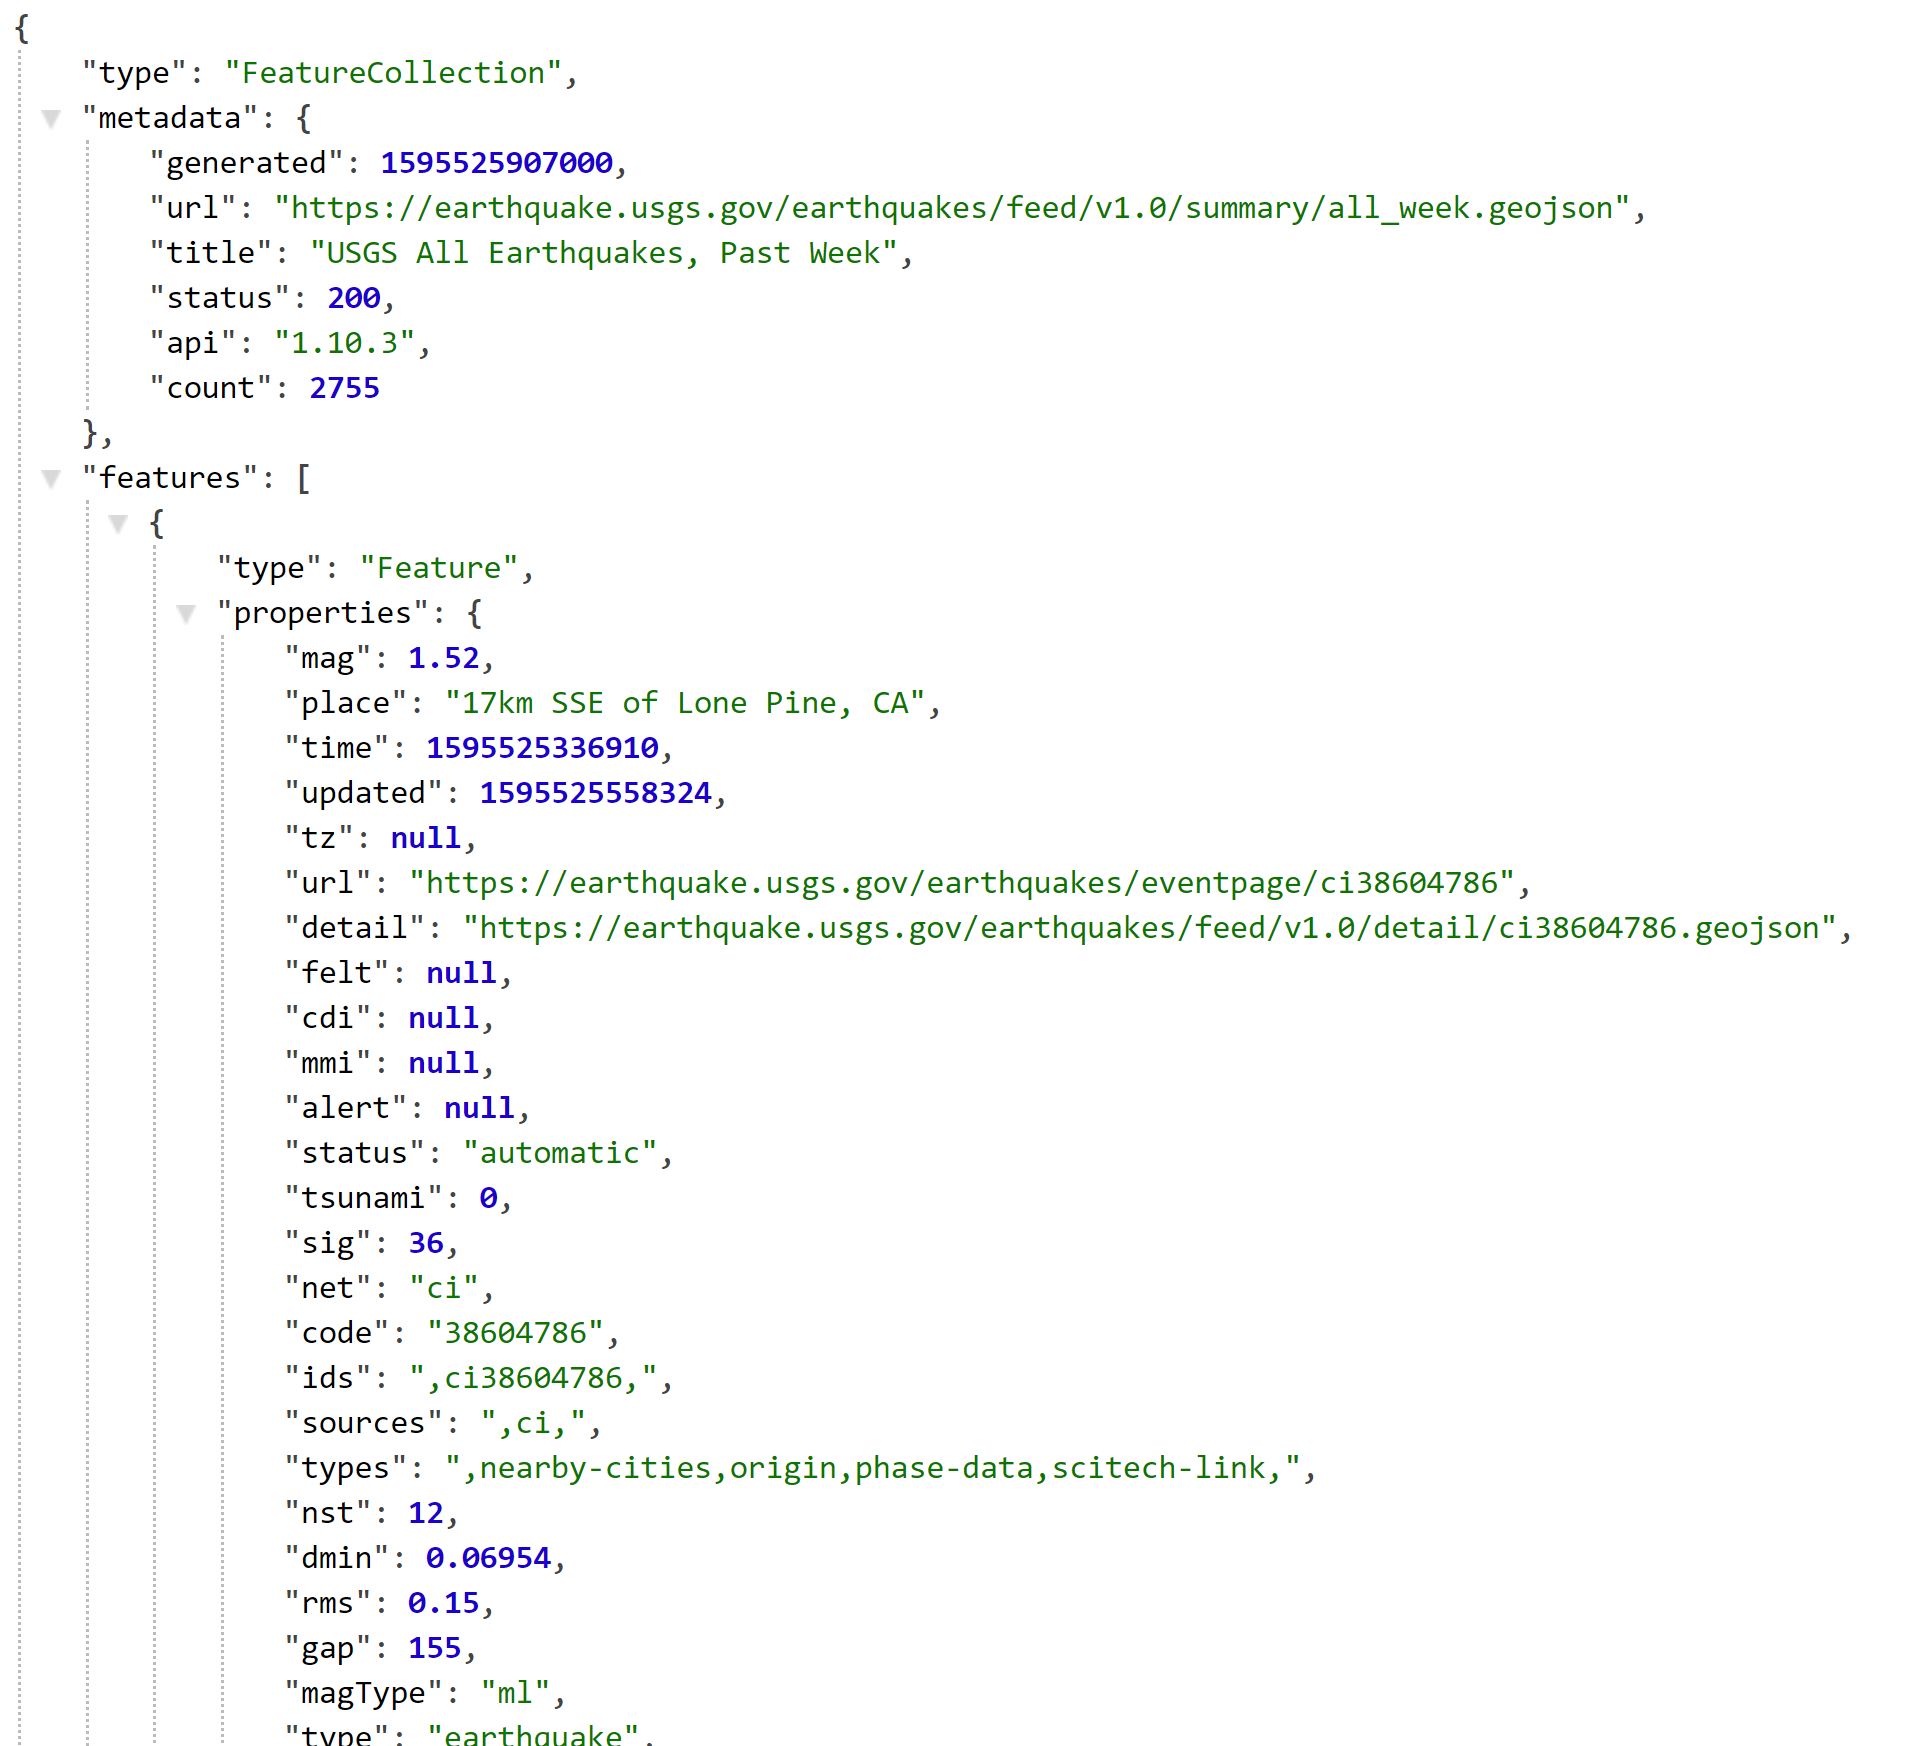 {
"type": "FeatureCollection",
"metadata": {
"generated": 1595525907000,
"url": "https://earthquake.usgs.gov/earthquakes/feed/v1.0/summary/all_week.geojson",
"title": "USGS All Earthquakes, Past Week",
"status": 200,
"api": "1.10.3",
"count": 2755
},
"features": [
{
"type": "Feature",
"properties": {
"mag": 1.52,
"place": "17km SSE of Lone Pine, CA",
"time": 1595525336910,
"updated": 1595525558324,
"tz": null,
"url": "https://earthquake.usgs.gov/earthquakes/eventpage/ci38604786",
"detail": "https://earthquake.usgs.gov/earthquakes/feed/v1.0/detail/ci38604786.geojson",
"felt": null,
"cdi": null,
"mmi": null,
"alert": null,
"status": "automatic",
"tsunami": 0,
"sig": 36,
"net": "ci",
"code": "38604786",
"ids": ",ci38604786,",
"sources": ",ci,",
"types": ",nearby-cities,origin,phase-data,scitech-link,",
"nst": 12,
"dmin": 0.06954,
"rms": 0.15,
"gap": 155,
"magType": "ml",
"type": "earthquake",